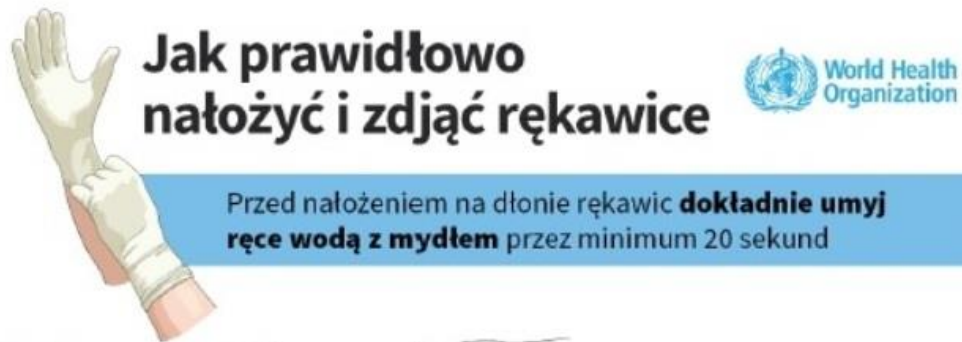 Jak prawidłowo
nałożyć i zdjąć rękawice
World Health
Organization
Przed nałożeniem na dłonie rękawic dokładnie umyj
ręce wodą z mydłem przez minimum 20 sekund